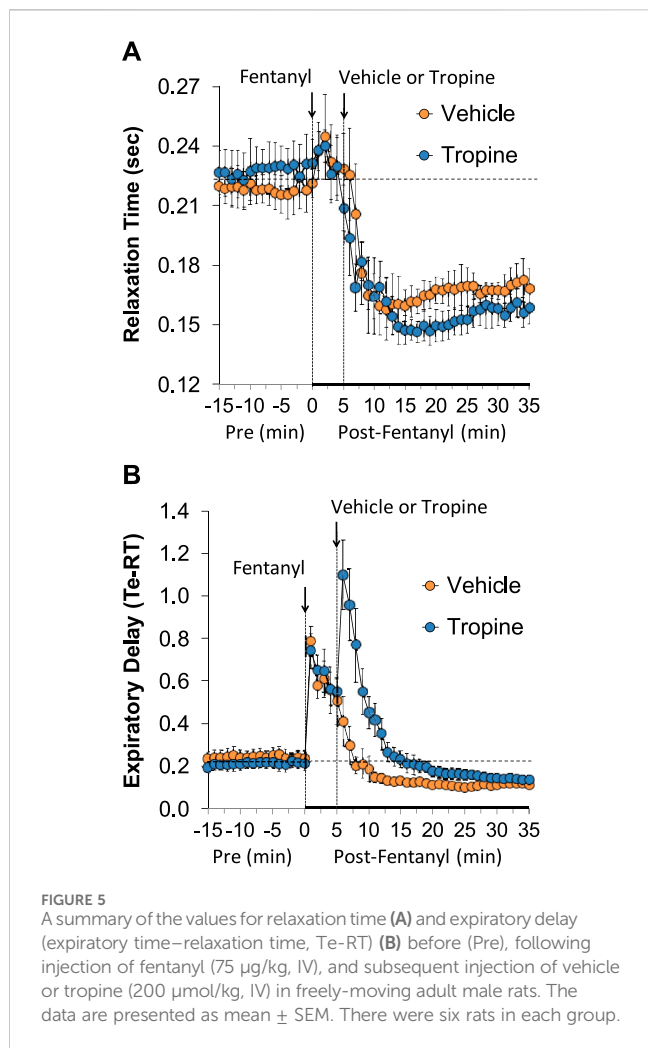 A
Fentanyl
Vehicle or Tropine
Vehicle
Tropine
Relaxation Time (sec)
0.27
0.24
0.21
0.18
0.15
0.12
-15 -10 -5 0 5 10 15 20 25 30 35
Pre (min) Post-Fentanyl (min)
B
Vehicle or Tropine
Fentanyl
Vehicle
Tropine
Expiratory Delay (Te-RT)
1.4
1.2
1.0
0.8
0.6
0.4
0.2
0.0
-15 -10 -5 0 5 10 15 20 25 30 35
Pre (min) Post-Fentanyl (min)
FIGURE 5
A summary of the values for relaxation time (A) and expiratory delay
(expiratory time–relaxation time, Te-RT) (B) before (Pre), following
injection of fentanyl (75 µg/kg, IV), and subsequent injection of vehicle
or tropine (200 µmol/kg, IV) in freely-moving adult male rats. The
data are presented as mean ± SEM. There were six rats in each group.